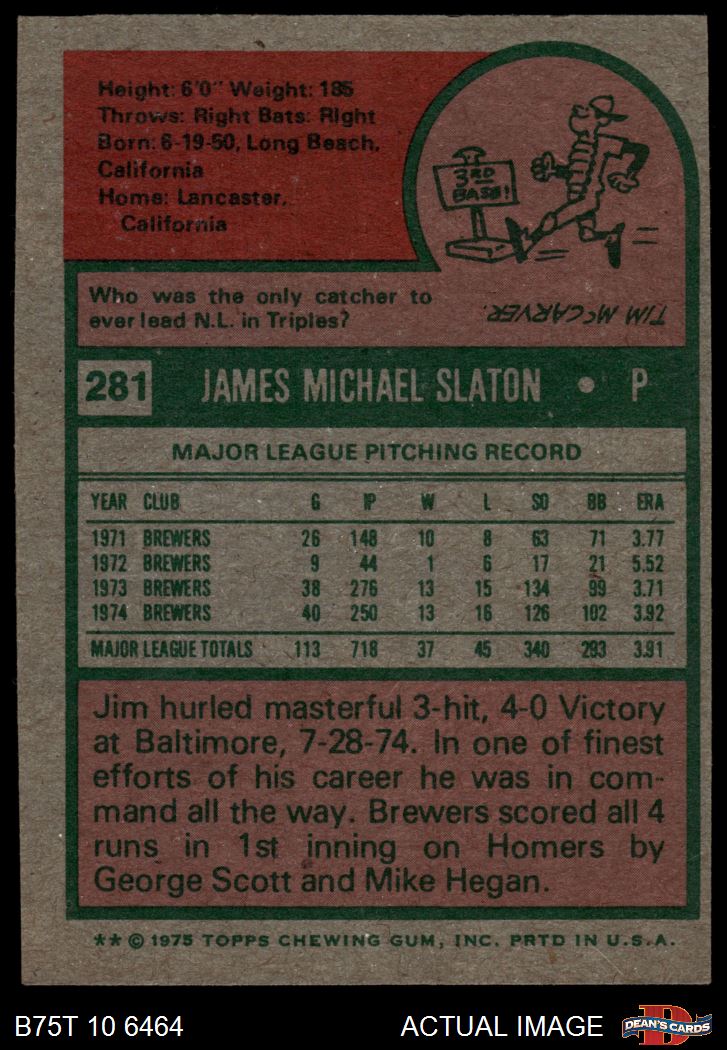 Height: 6'0" Weight: 185
Throws: Right Bats: Right
Born: 6-19-50, Long Beach,
California
Home: Lancaster,
California
3RD
BASE!
Who was the only catcher to
ever lead N.L. in Triples?
TIM McCARVER.
281 JAMES MICHAEL SLATON • P
MAJOR LEAGUE PITCHING RECORD
YEAR CLUB G IP W L SO BB ERA
1971 BREWERS 26 148 10 8 63 71 3.77
1972 BREWERS 9 44 1 6 17 21 5.52
1973 BREWERS 38 276 13 15 134 99 3.71
1974 BREWERS 40 250 13 16 126 102 3.92
MAJOR LEAGUE TOTALS 113 718 37 45 340 293 3.91
Jim hurled masterful 3-hit, 4-0 Victory
at Baltimore, 7-28-74. In one of finest
efforts of his career he was in com-
mand all the way. Brewers scored all 4
runs in 1st inning on Homers by
George Scott and Mike Hegan.
** © 1975 TOPPS CHEWING GUM, INC. PRTD IN U.S.A.
B75T 10 6464 ACTUAL IMAGE D DEAN'S CARDS